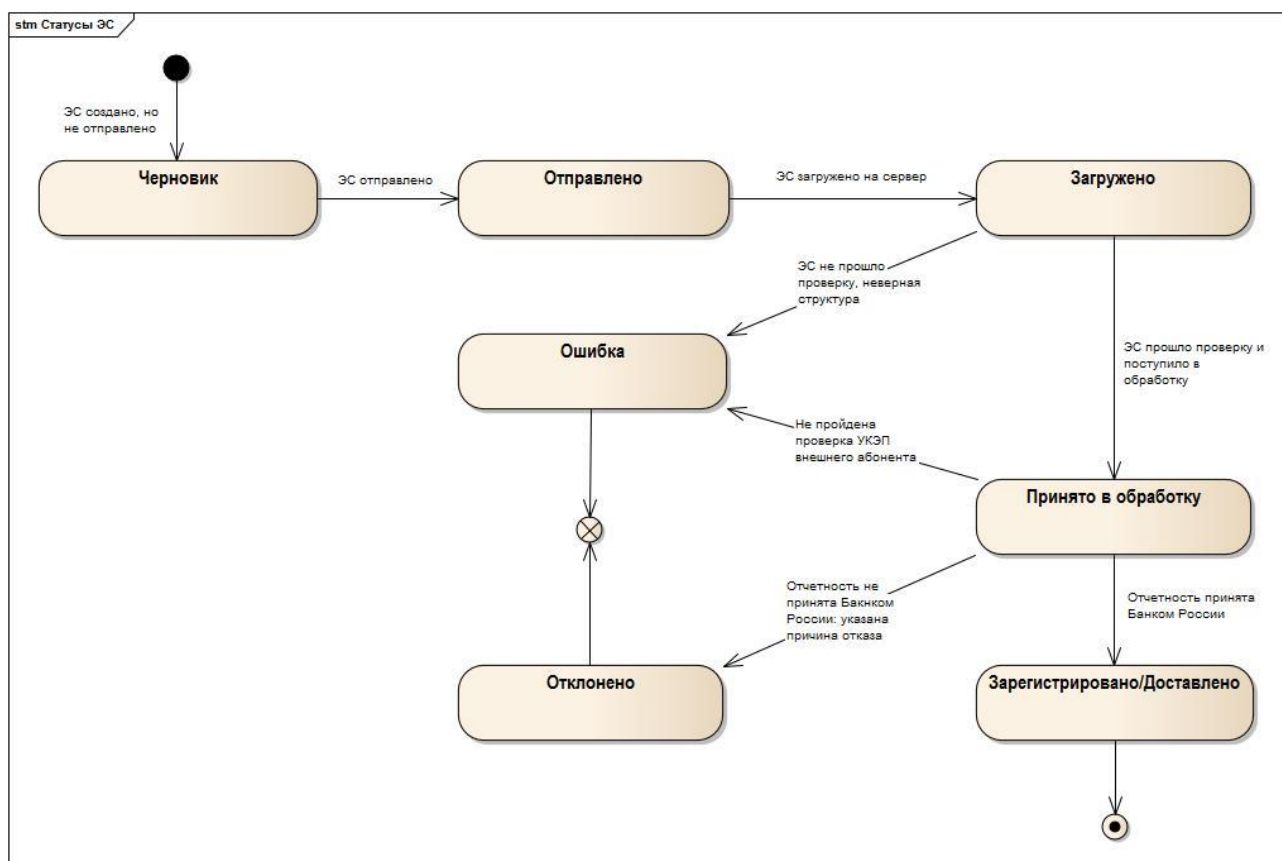 stm Статусы ЭС
ЭС создано, но
не отправлено
Черновик
ЭС отправлено
Отправлено
ЭС загружено на сервер
Загружено
ЭС не прошло
проверку, неверная
структура
Ошибка
ЭС прошло проверку и
поступило в
обработку
Не пройдена
проверка УКЭП
внешнего абонента
Принято в обработку
Отчетность не
принята Бакнком
России: указана
причина отказа
Отчетность принята
Банком России
Отклонено
Зарегистрировано/Доставлено